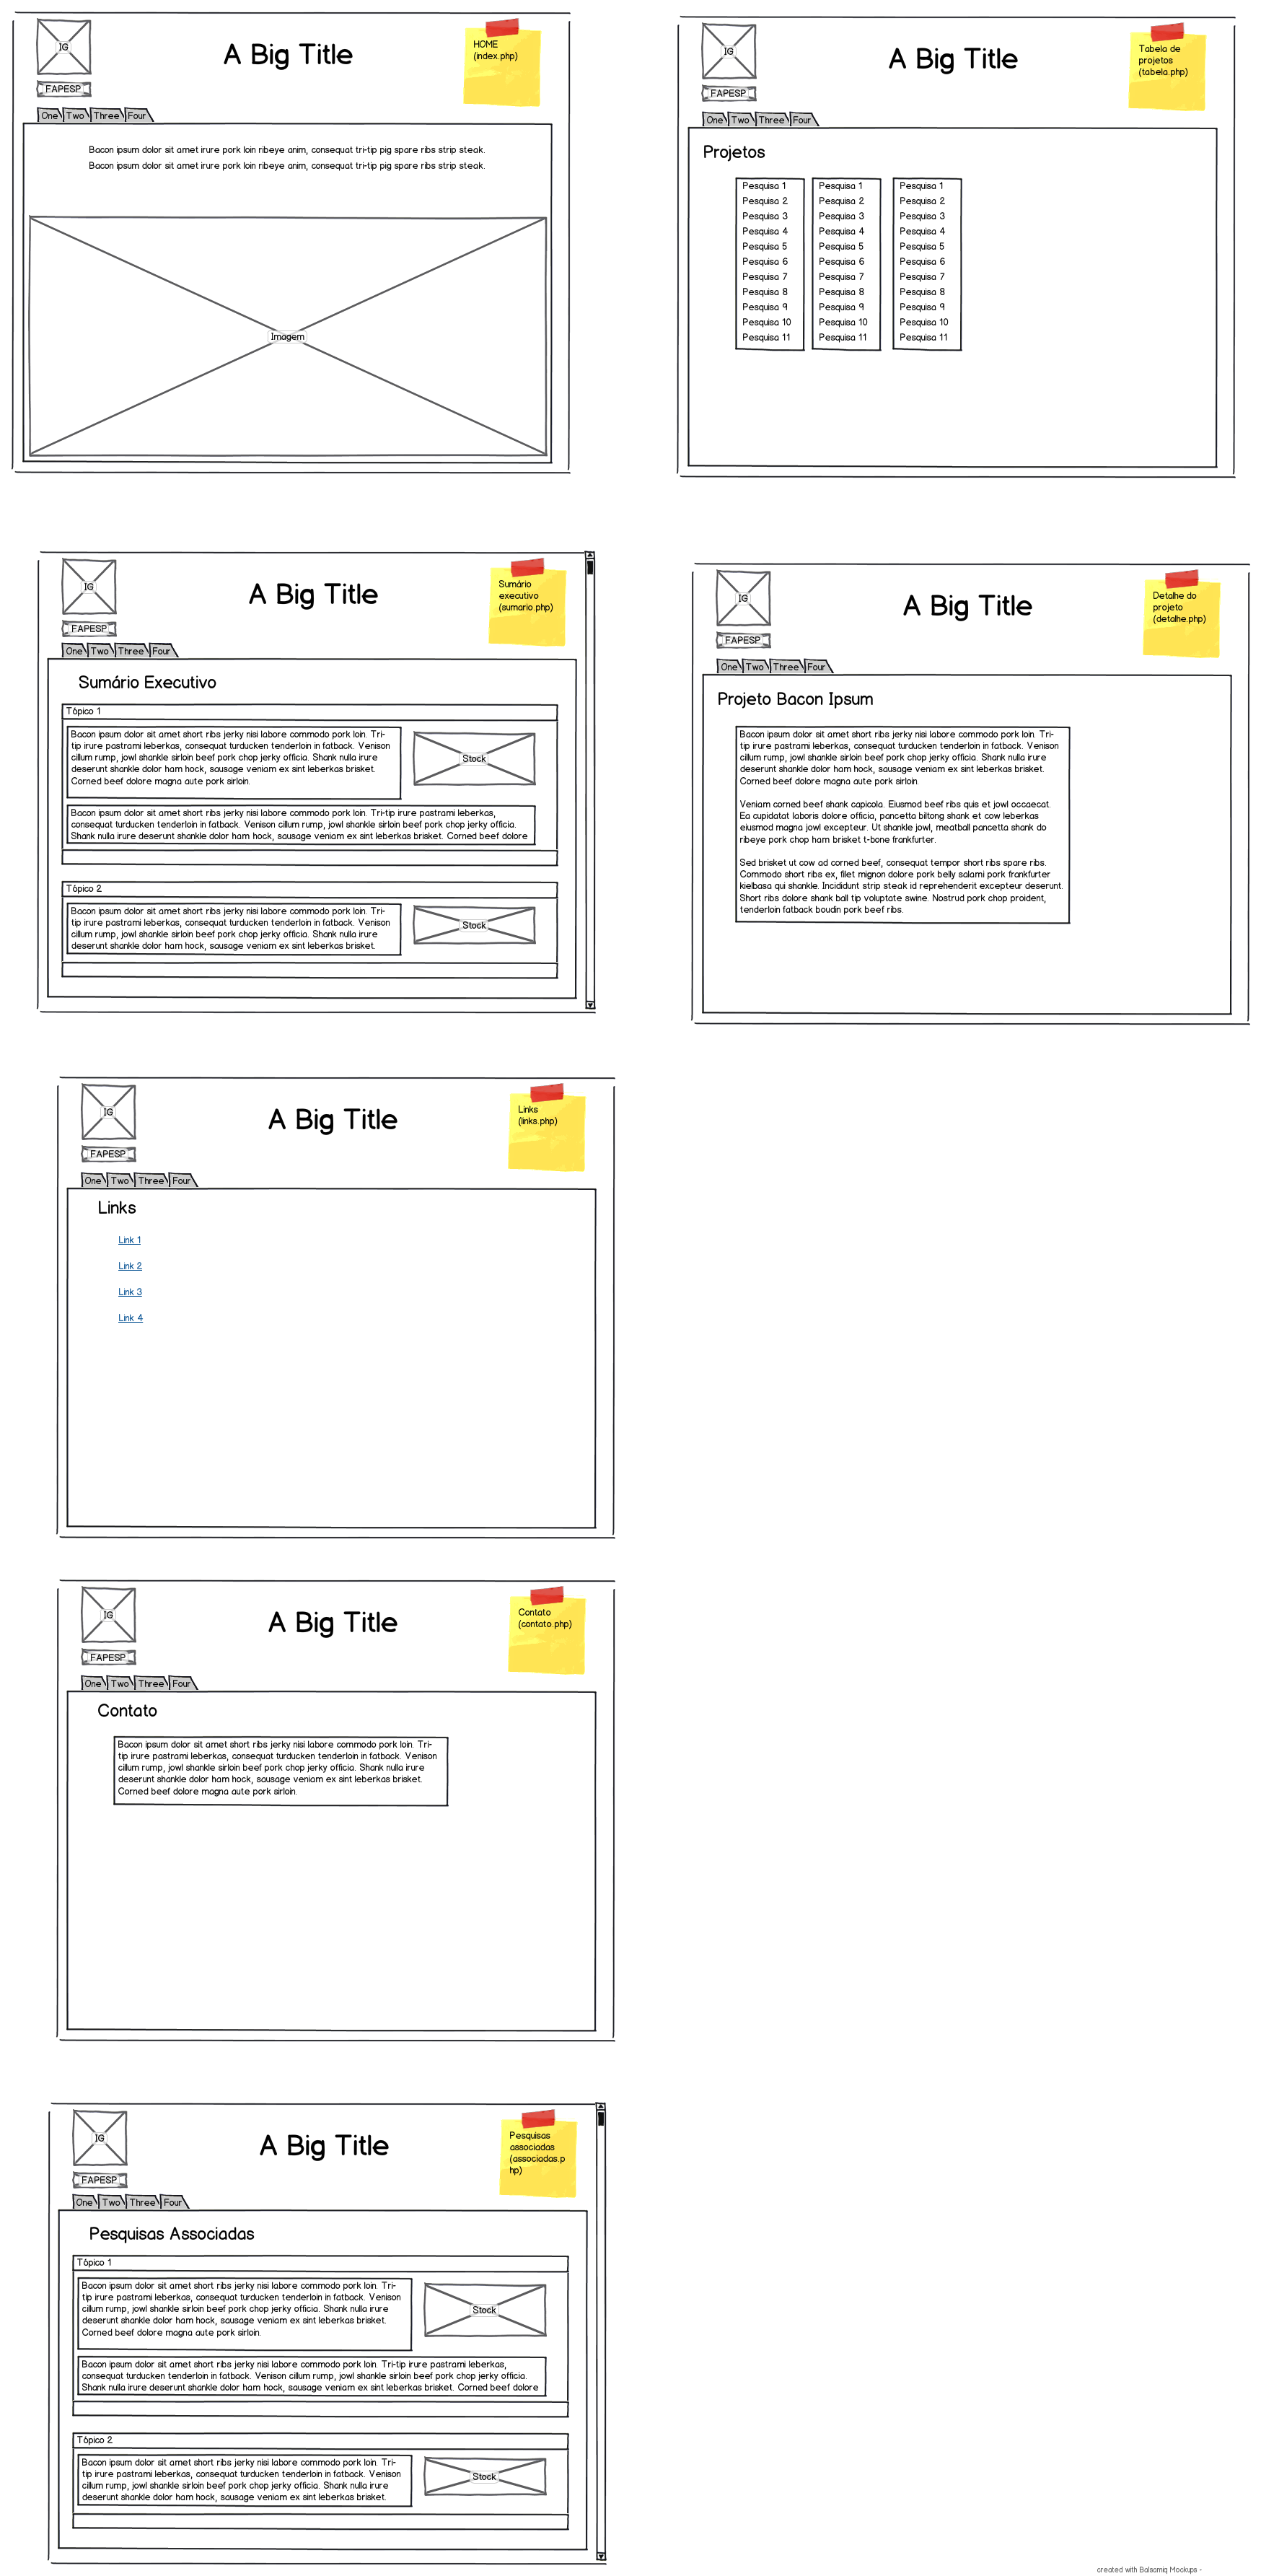 IG
FAPESP
A Big Title
HOME
(index.php)
One Two Three Four
Bacon ipsum dolor sit amet irure pork loin ribeye anim, consequat tri-tip pig spare ribs strip steak.
Bacon ipsum dolor sit amet irure pork loin ribeye anim, consequat tri-tip pig spare ribs strip steak.
Imagem
IG
FAPESP
A Big Title
Tabela de
projetos
(tabela.php)
One Two Three Four
Projetos
Pesquisa 1 Pesquisa 1 Pesquisa 1
Pesquisa 2 Pesquisa 2 Pesquisa 2
Pesquisa 3 Pesquisa 3 Pesquisa 3
Pesquisa 4 Pesquisa 4 Pesquisa 4
Pesquisa 5 Pesquisa 5 Pesquisa 5
Pesquisa 6 Pesquisa 6 Pesquisa 6
Pesquisa 7 Pesquisa 7 Pesquisa 7
Pesquisa 8 Pesquisa 8 Pesquisa 8
Pesquisa 9 Pesquisa 9 Pesquisa 9
Pesquisa 10 Pesquisa 10 Pesquisa 10
Pesquisa 11 Pesquisa 11 Pesquisa 11
IG
FAPESP
A Big Title
Sumário
executivo
(sumario.php)
One Two Three Four
Sumário Executivo
Tópico 1
Bacon ipsum dolor sit amet short ribs jerky nisi labore commodo pork loin. Tri-
tip irure pastrami leberkas, consequat turducken tenderloin in fatback. Venison
cillum rump, jowl shankle sirloin beef pork chop jerky officia. Shank nulla irure
deserunt shankle dolor ham hock, sausage veniam ex sint leberkas brisket.
Corned beef dolore magna aute pork sirloin.
Stock
Bacon ipsum dolor sit amet short ribs jerky nisi labore commodo pork loin. Tri-tip irure pastrami leberkas,
consequat turducken tenderloin in fatback. Venison cillum rump, jowl shankle sirloin beef pork chop jerky officia.
Shank nulla irure deserunt shankle dolor ham hock, sausage veniam ex sint leberkas brisket. Corned beef dolore
Tópico 2
Bacon ipsum dolor sit amet short ribs jerky nisi labore commodo pork loin. Tri-
tip irure pastrami leberkas, consequat turducken tenderloin in fatback. Venison
cillum rump, jowl shankle sirloin beef pork chop jerky officia. Shank nulla irure
deserunt shankle dolor ham hock, sausage veniam ex sint leberkas brisket.
Stock
IG
FAPESP
A Big Title
Detalhe do
projeto
(detalhe.php)
One Two Three Four
Projeto Bacon Ipsum
Bacon ipsum dolor sit amet short ribs jerky nisi labore commodo pork loin. Tri-
tip irure pastrami leberkas, consequat turducken tenderloin in fatback. Venison
cillum rump, jowl shankle sirloin beef pork chop jerky officia. Shank nulla irure
deserunt shankle dolor ham hock, sausage veniam ex sint leberkas brisket.
Corned beef dolore magna aute pork sirloin.
Veniam corned beef shank capicola. Eiusmod beef ribs quis et jowl occaecat.
Ea cupidatat laboris dolore officia, pancetta biltong shank et cow leberkas
eiusmod magna jowl excepteur. Ut shankle jowl, meatball pancetta shank do
ribeye pork chop ham brisket t-bone frankfurter.
Sed brisket ut cow ad corned beef, consequat tempor short ribs spare ribs.
Commodo short ribs ex, filet mignon dolore pork belly salami pork frankfurter
kielbasa qui shankle. Incididunt strip steak id reprehenderit excepteur deserunt.
Short ribs dolore shank ball tip voluptate swine. Nostrud pork chop proident,
tenderloin fatback boudin pork beef ribs.
IG
FAPESP
A Big Title
Links
(links.php)
One Two Three Four
Links
Link 1
Link 2
Link 3
Link 4
IG
FAPESP
A Big Title
Contato
(contato.php)
One Two Three Four
Contato
Bacon ipsum dolor sit amet short ribs jerky nisi labore commodo pork loin. Tri-
tip irure pastrami leberkas, consequat turducken tenderloin in fatback. Venison
cillum rump, jowl shankle sirloin beef pork chop jerky officia. Shank nulla irure
deserunt shankle dolor ham hock, sausage veniam ex sint leberkas brisket.
Corned beef dolore magna aute pork sirloin.
IG
FAPESP
A Big Title
Pesquisas
associadas
(associadas.p
hp)
One Two Three Four
Pesquisas Associadas
Tópico 1
Bacon ipsum dolor sit amet short ribs jerky nisi labore commodo pork loin. Tri-
tip irure pastrami leberkas, consequat turducken tenderloin in fatback. Venison
cillum rump, jowl shankle sirloin beef pork chop jerky officia. Shank nulla irure
deserunt shankle dolor ham hock, sausage veniam ex sint leberkas brisket.
Corned beef dolore magna aute pork sirloin.
Stock
Bacon ipsum dolor sit amet short ribs jerky nisi labore commodo pork loin. Tri-tip irure pastrami leberkas,
consequat turducken tenderloin in fatback. Venison cillum rump, jowl shankle sirloin beef pork chop jerky officia.
Shank nulla irure deserunt shankle dolor ham hock, sausage veniam ex sint leberkas brisket. Corned beef dolore
Tópico 2
Bacon ipsum dolor sit amet short ribs jerky nisi labore commodo pork loin. Tri-
tip irure pastrami leberkas, consequat turducken tenderloin in fatback. Venison
cillum rump, jowl shankle sirloin beef pork chop jerky officia. Shank nulla irure
deserunt shankle dolor ham hock, sausage veniam ex sint leberkas brisket.
Stock
created with Balsamiq Mockups -